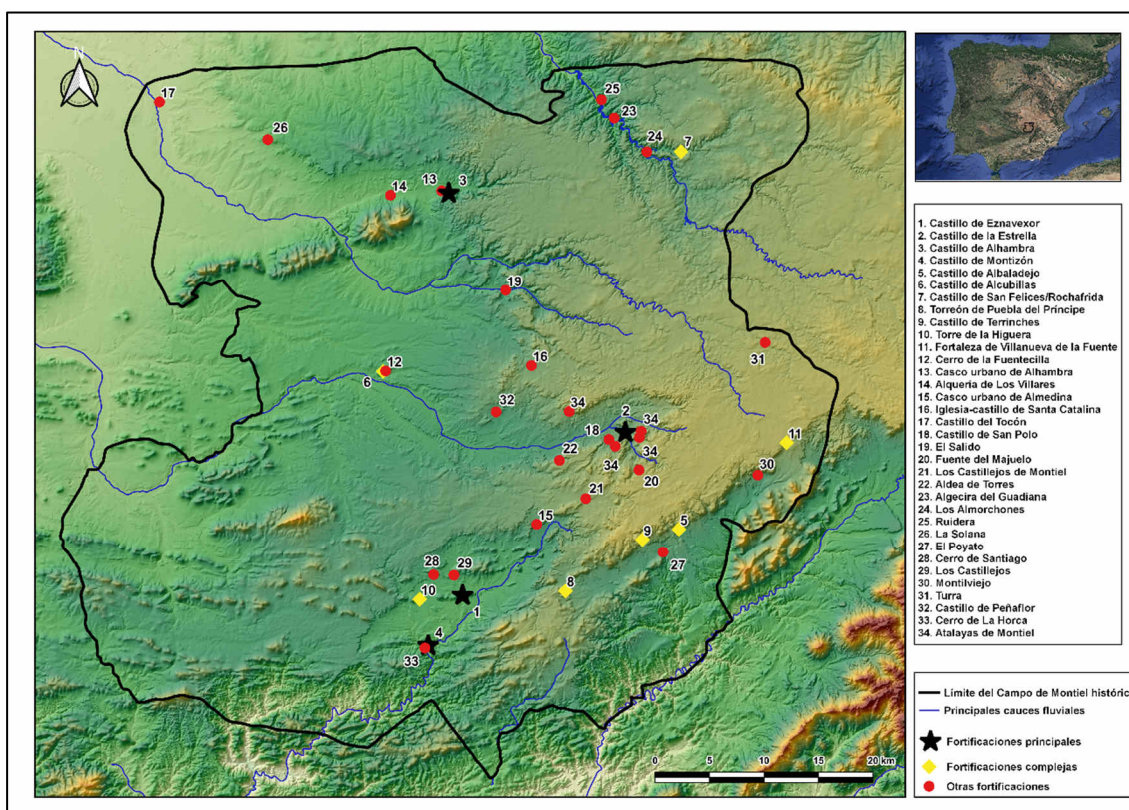 N
25
17
23
26
24
7
13
3
14
19
31
16
12
6
32
34
2
34
18
11
34
34
22
30
20
21
15
5
9
27
28
29
8
10
1
4
33
0 5 10 15 20 km
1. Castillo de Eznavexor
2. Castillo de la Estrella
3. Castillo de Alhambra
4. Castillo de Montizón
5. Castillo de Albaladejo
6. Castillo de Alcubillas
7. Castillo de San Felices/Rochafrida
8. Torreón de Puebla del Príncipe
9. Castillo de Terrinches
10. Torre de la Higuera
11. Fortaleza de Villanueva de la Fuente
12. Cerro de la Fuentecilla
13. Casco urbano de Alhambra
14. Alquería de Los Villares
15. Casco urbano de Almedina
16. Iglesia-castillo de Santa Catalina
17. Castillo del Tocón
18. Castillo de San Polo
19. El Salido
20. Fuente del Majuelo
21. Los Castillejos de Montiel
22. Aldea de Torres
23. Algecira del Guadiana
24. Los Almorchones
25. Ruidera
26. La Solana
27. El Poyato
28. Cerro de Santiago
29. Los Castillejos
30. Montilviejo
31. Turra
32. Castillo de Peñaflor
33. Cerro de La Horca
34. Atalayas de Montiel
Límite del Campo de Montiel históric
Principales cauces fluviales
Fortificaciones principales
Fortificaciones complejas
Otras fortificaciones